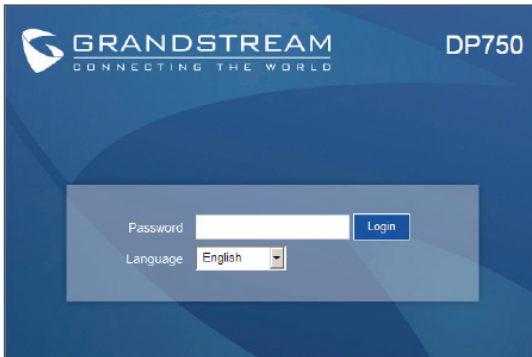 GRANDSTREAM DP750
CONNECTING THE WORLD
Password Login
Language English